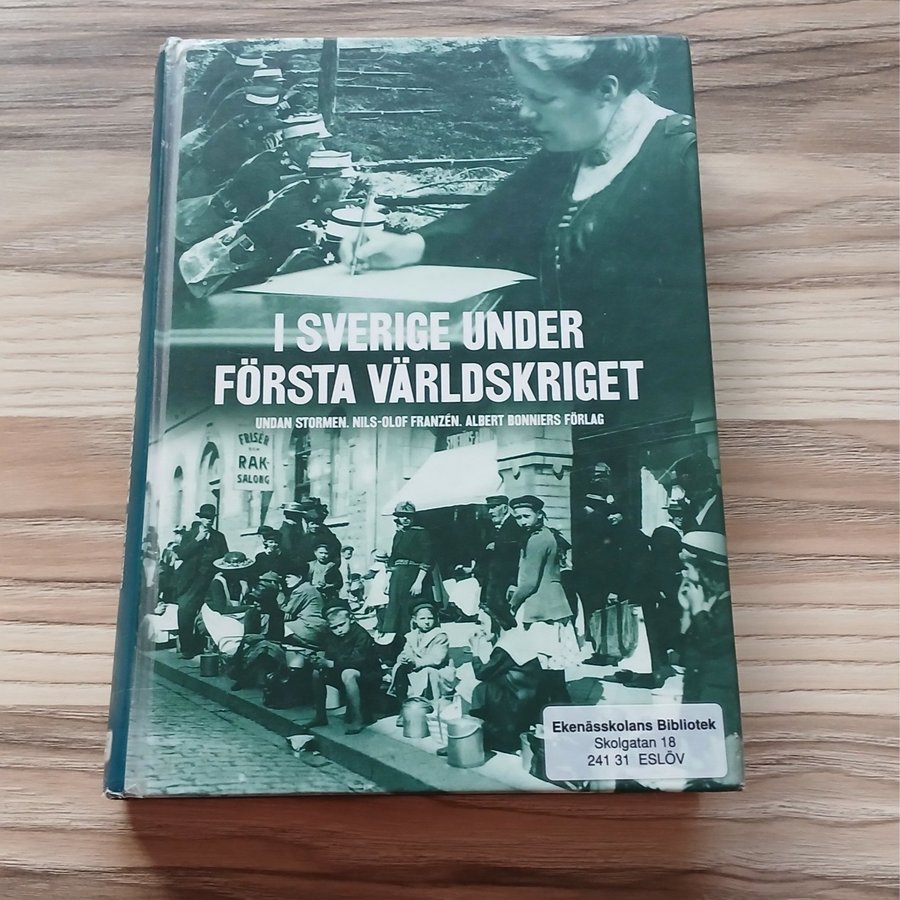 I SVERIGE UNDER
FÖRSTA VÄRLDSKRIGET
UNDAN STORMEN. NILS-OLOF FRANZÉN. ALBERT BONNIERS FÖRLAG
FRISER
RAK-
SALONG
Ekenässkolans Bibliotek
Skolgatan 18
241 31 ESLÖV